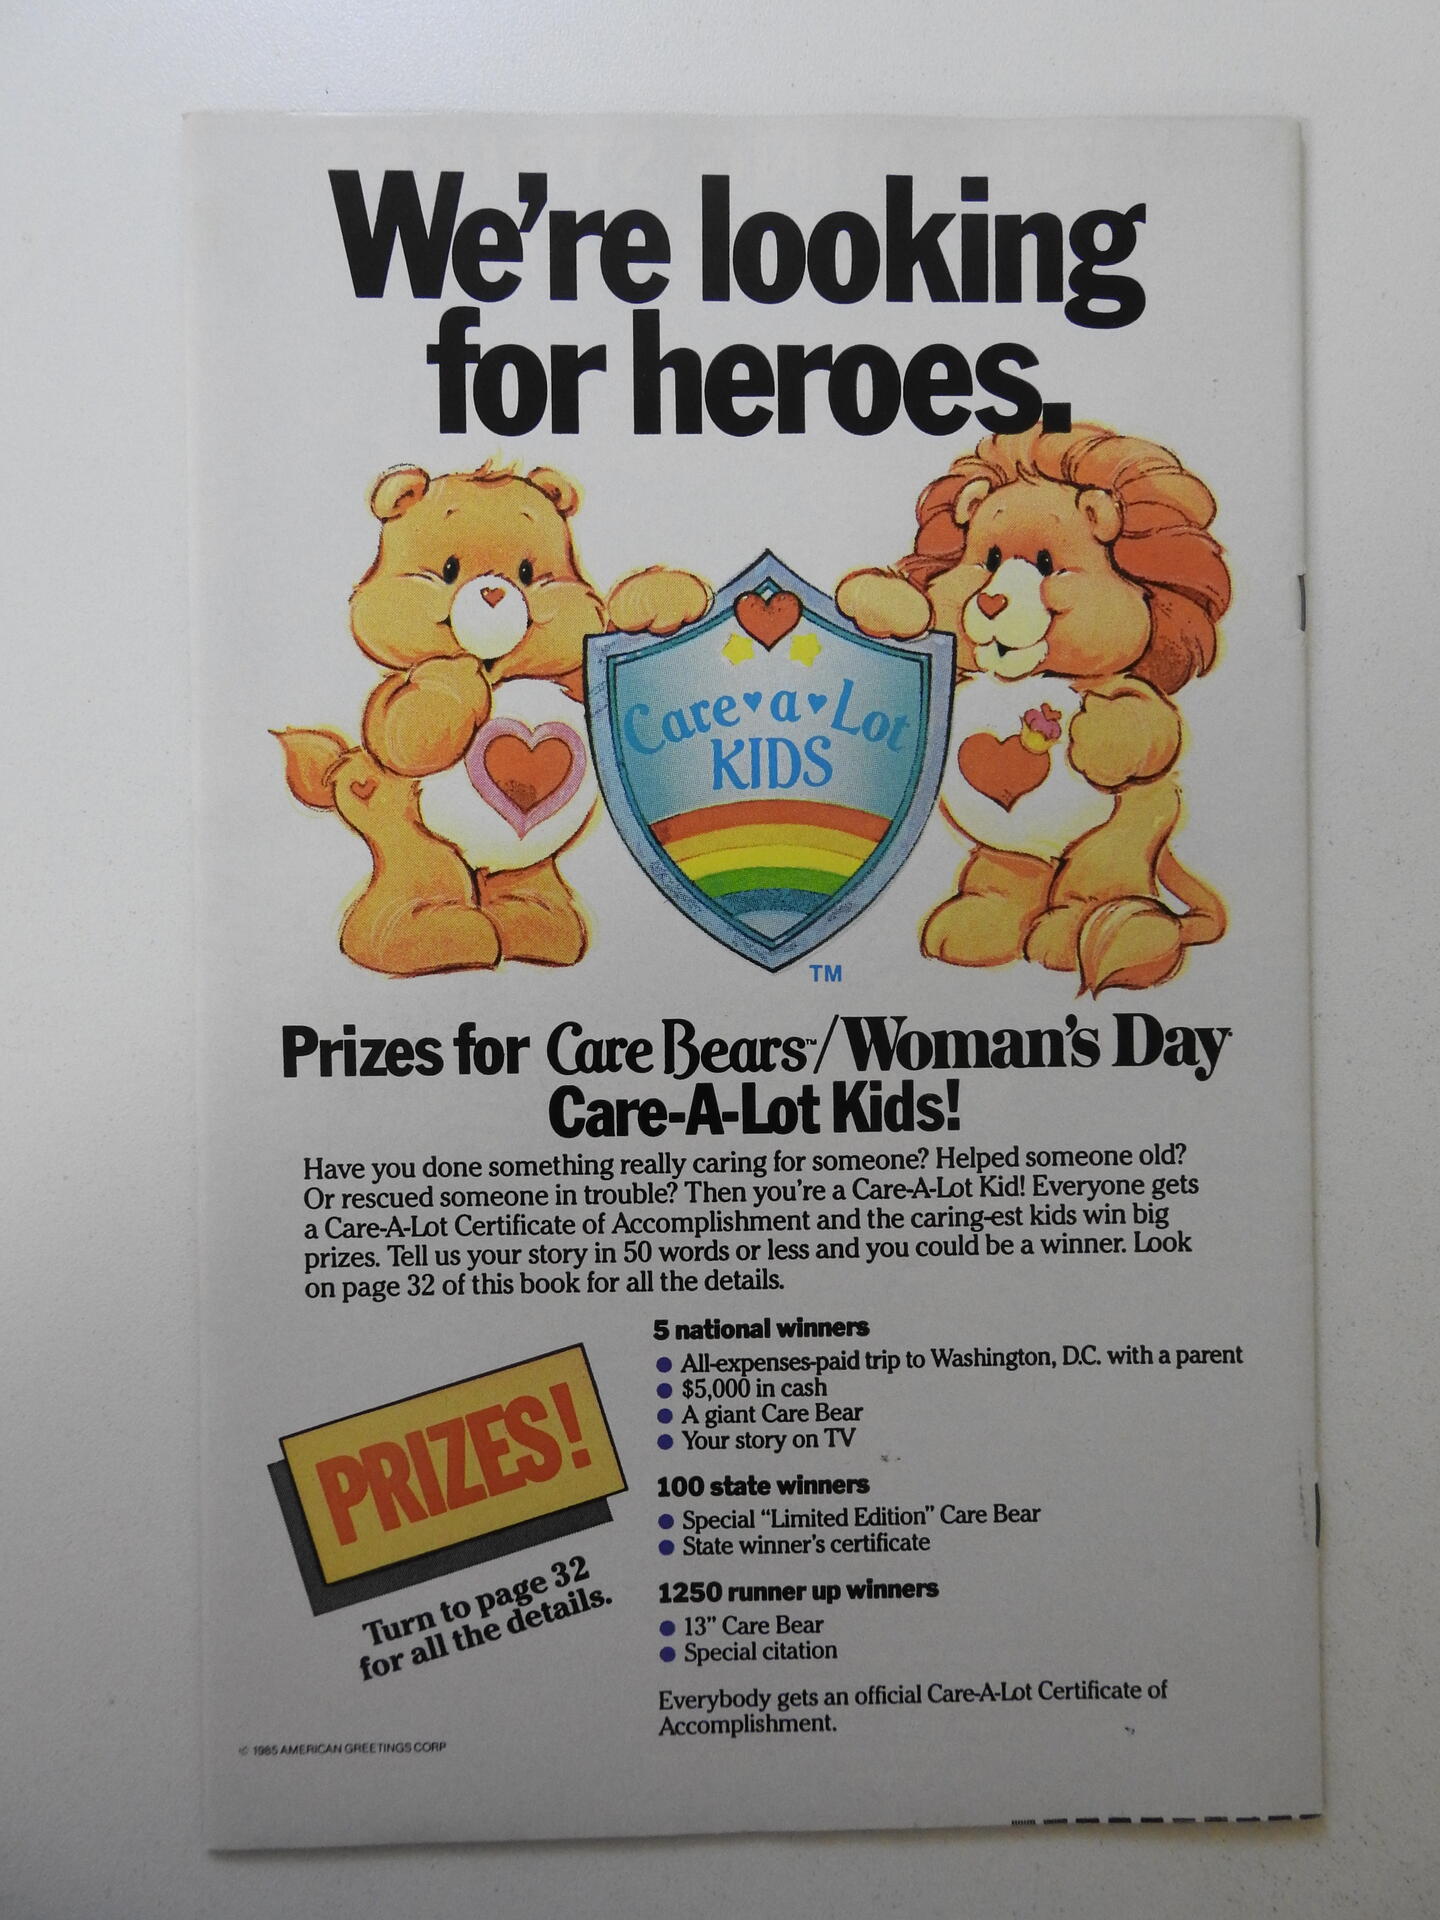 We're looking
for heroes.
Care♥a♥Lot
KIDS
TM
Prizes for Care Bears™/Woman's Day
Care-A-Lot Kids!
Have you done something really caring for someone? Helped someone old?
Or rescued someone in trouble? Then you're a Care-A-Lot Kid! Everyone gets
a Care-A-Lot Certificate of Accomplishment and the caring-est kids win big
prizes. Tell us your story in 50 words or less and you could be a winner. Look
on page 32 of this book for all the details.
PRIZES!
Turn to page 32
for all the details.
5 national winners
● All-expenses-paid trip to Washington, D.C. with a parent
● $5,000 in cash
● A giant Care Bear
● Your story on TV
100 state winners
● Special “Limited Edition” Care Bear
● State winner's certificate
1250 runner up winners
● 13” Care Bear
● Special citation
Everybody gets an official Care-A-Lot Certificate of
Accomplishment.
© 1985 AMERICAN GREETINGS CORP